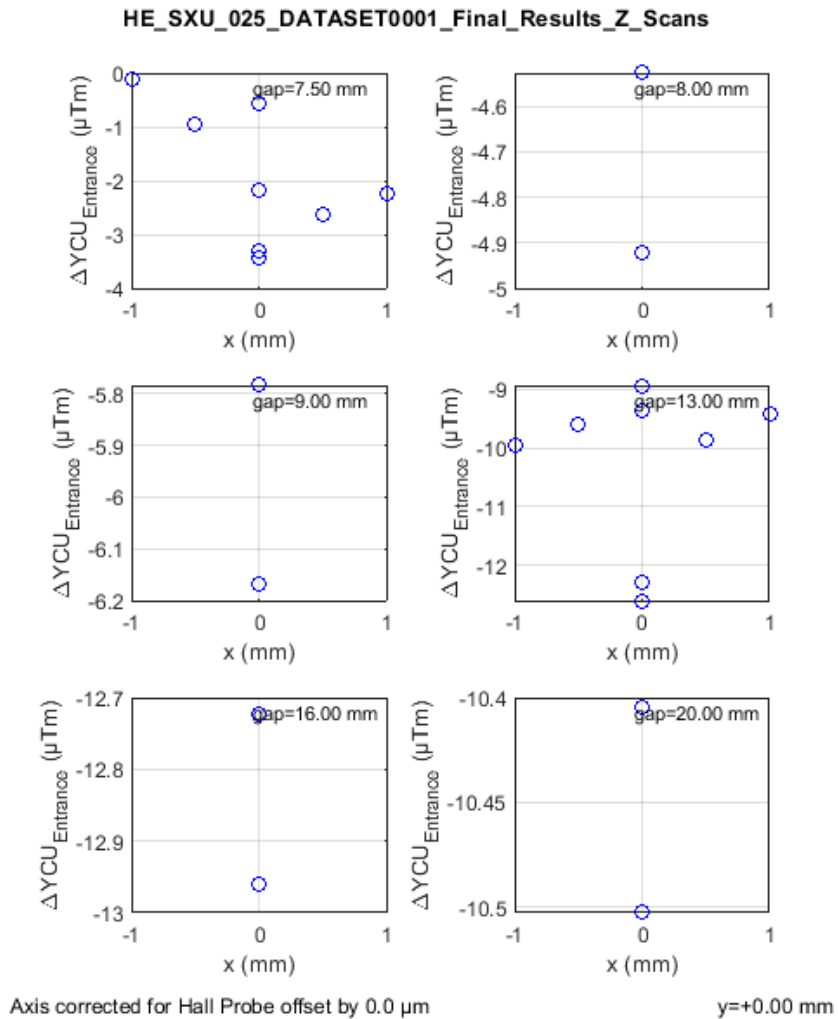 HE_SXU_025_DATASET0001_Final_Results_Z_Scans
gap=7.50 mm
0
-1
-2
-3
-4
ΔYCU_Entrance (µTm)
-1 0 1
x (mm)
gap=8.00 mm
-4.6
-4.7
-4.8
-4.9
-5
ΔYCU_Entrance (µTm)
-1 0 1
x (mm)
gap=9.00 mm
-5.8
-5.9
-6
-6.1
-6.2
ΔYCU_Entrance (µTm)
-1 0 1
x (mm)
gap=13.00 mm
-9
-10
-11
-12
ΔYCU_Entrance (µTm)
-1 0 1
x (mm)
gap=16.00 mm
-12.7
-12.8
-12.9
-13
ΔYCU_Entrance (µTm)
-1 0 1
x (mm)
gap=20.00 mm
-10.4
-10.45
-10.5
ΔYCU_Entrance (µTm)
-1 0 1
x (mm)
Axis corrected for Hall Probe offset by 0.0 µm
y=+0.00 mm